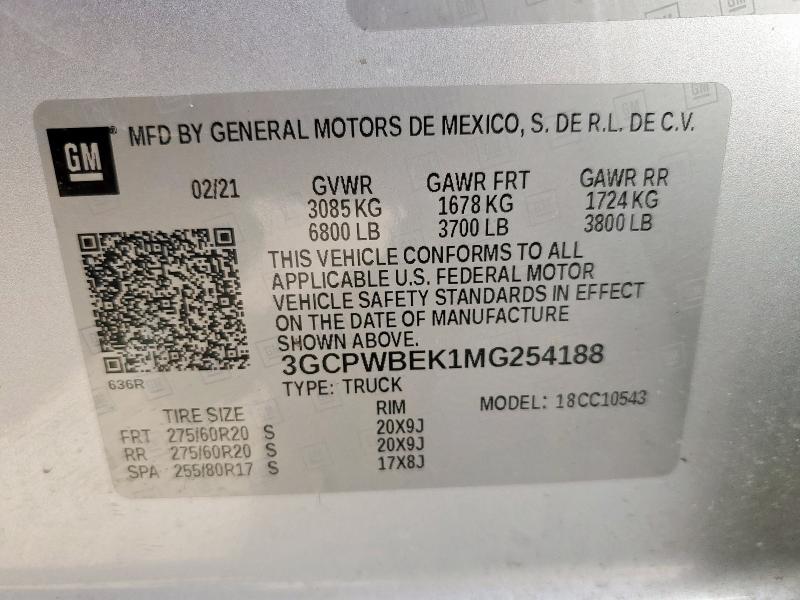 GM
MFD BY GENERAL MOTORS DE MEXICO, S. DE R.L. DE C.V.
02/21 GVWR GAWR FRT GAWR RR
3085 KG 1678 KG 1724 KG
6800 LB 3700 LB 3800 LB
THIS VEHICLE CONFORMS TO ALL
APPLICABLE U.S. FEDERAL MOTOR
VEHICLE SAFETY STANDARDS IN EFFECT
ON THE DATE OF MANUFACTURE
SHOWN ABOVE.
3GCPWBEK1MG254188
636R
TYPE: TRUCK
TIRE SIZE RIM MODEL: 18CC10543
FRT 275/60R20 S 20X9J
RR 275/60R20 S 20X9J
SPA 255/80R17 S 17X8J